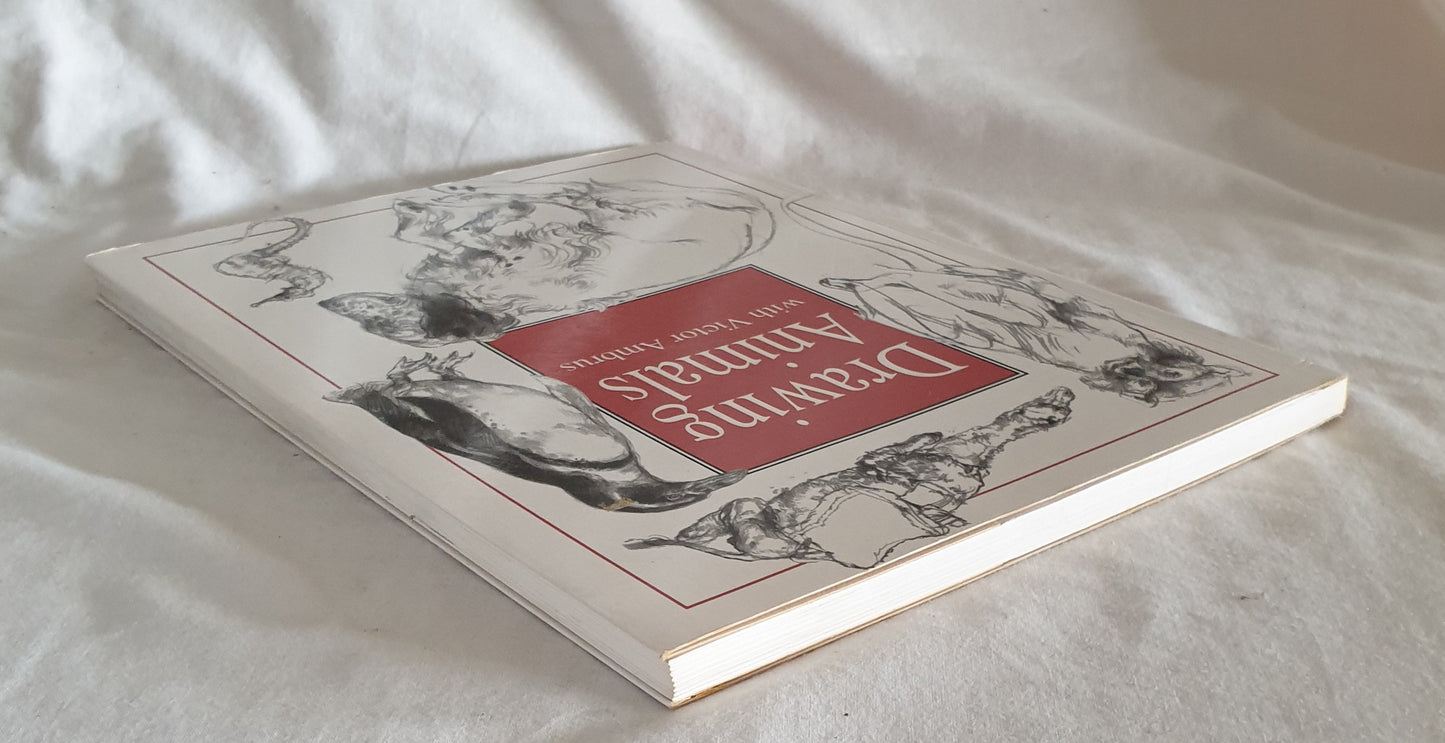 Drawing
Animals
with Victor Ambrus